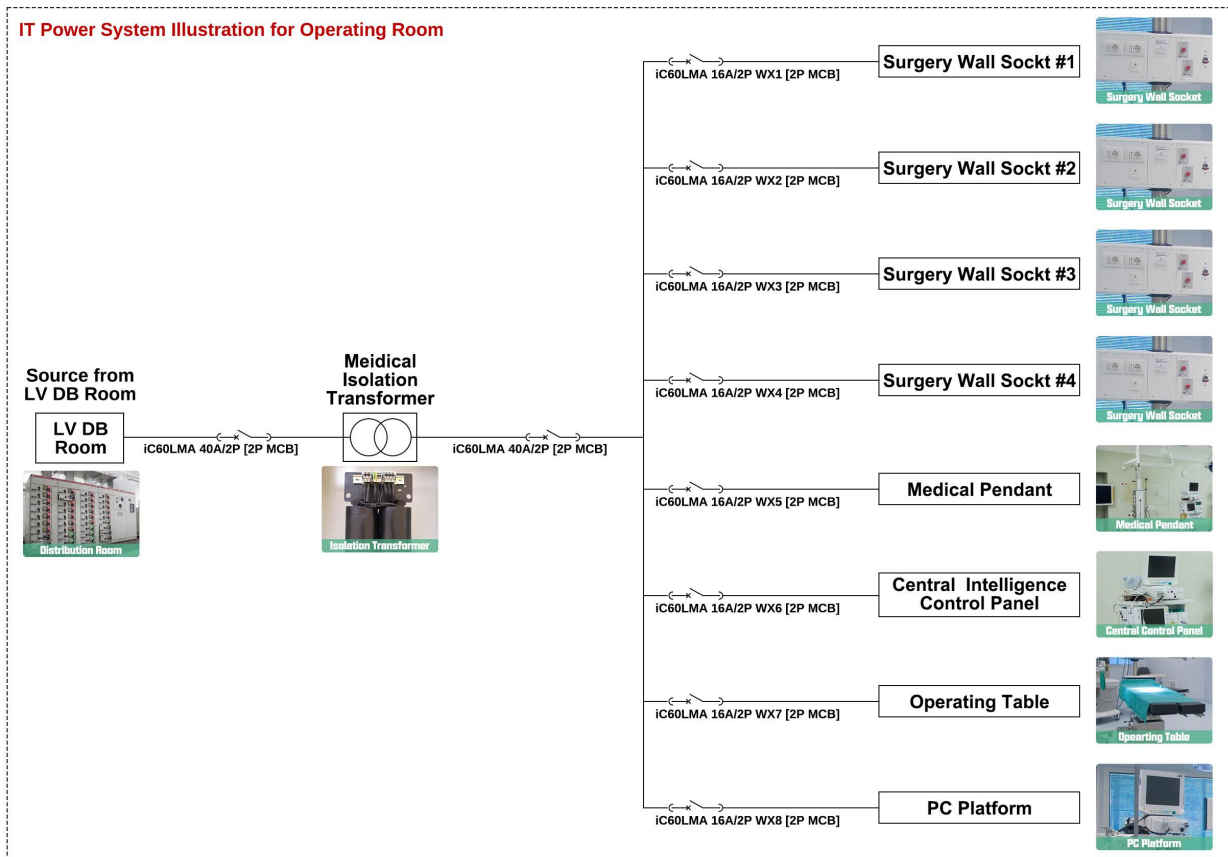 IT Power System Illustration for Operating Room
iC60LMA 16A/2P WX1 [2P MCB]
Surgery Wall Sockt #1
Surgery Wall Socket
iC60LMA 16A/2P WX2 [2P MCB]
Surgery Wall Sockt #2
Surgery Wall Socket
iC60LMA 16A/2P WX3 [2P MCB]
Surgery Wall Sockt #3
Surgery Wall Socket
iC60LMA 16A/2P WX4 [2P MCB]
Surgery Wall Sockt #4
Surgery Wall Socket
Source from
LV DB Room
LV DB
Room
Distribution Room
iC60LMA 40A/2P [2P MCB]
Meidical
Isolation
Transformer
Isolation Transformer
iC60LMA 40A/2P [2P MCB]
iC60LMA 16A/2P WX5 [2P MCB]
Medical Pendant
Medical Pendant
iC60LMA 16A/2P WX6 [2P MCB]
Central Intelligence
Control Panel
Central Control Panel
iC60LMA 16A/2P WX7 [2P MCB]
Operating Table
Opearting Table
iC60LMA 16A/2P WX8 [2P MCB]
PC Platform
PC Platform